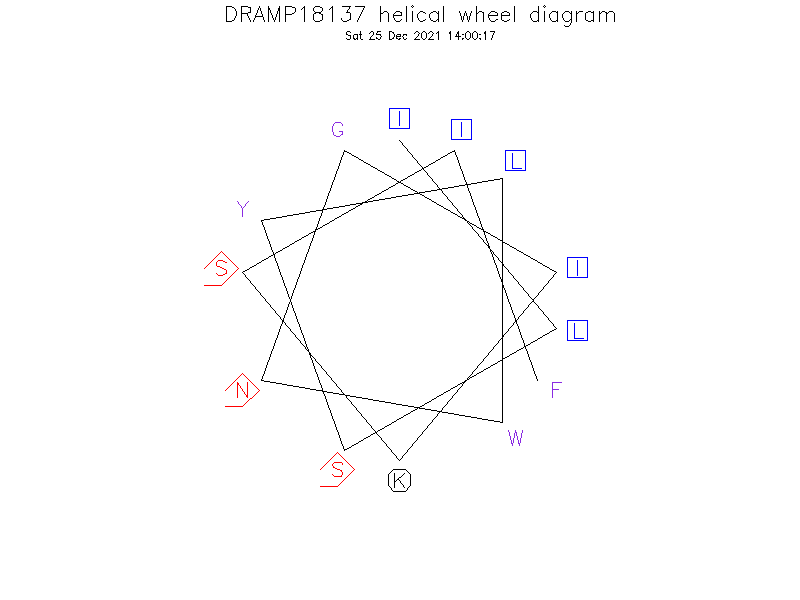 DRAMP18137 helical wheel diagram
Sat 25 Dec 2021 14:00:17
I
G
I
L
Y
S
I
L
N
F
W
S
K